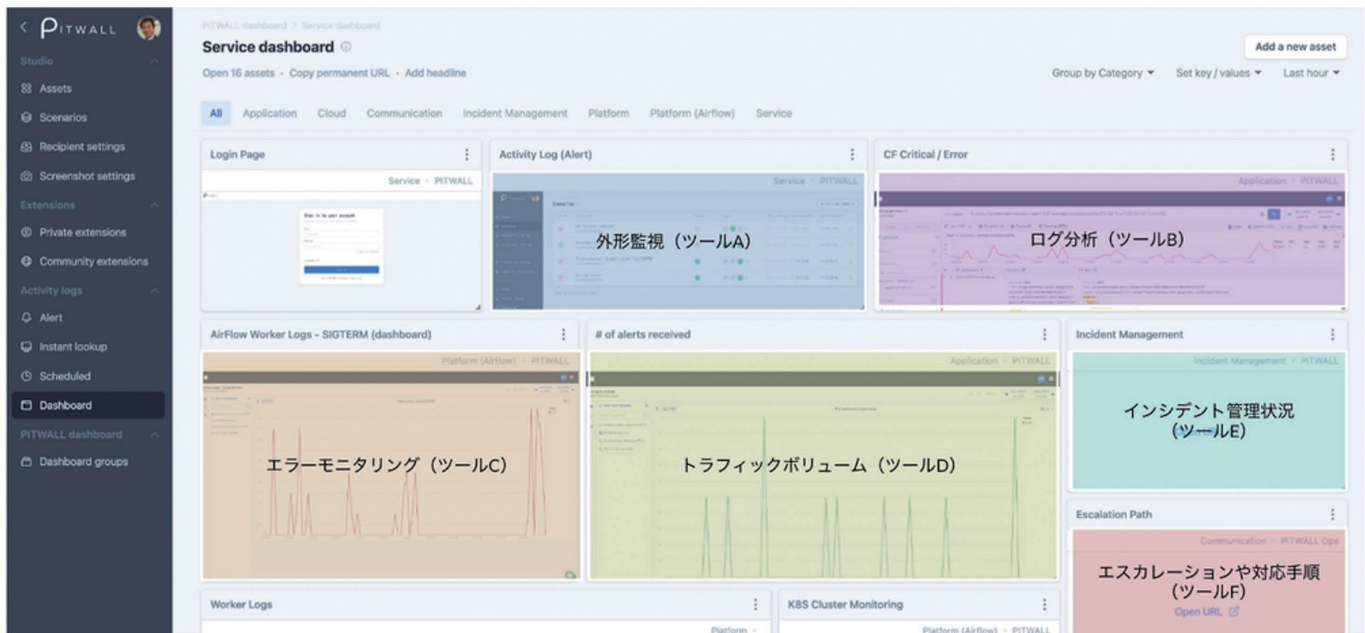 PITWALL
Studio
Assets
Scenarios
Recipient settings
Screenshot settings
Extensions
Private extensions
Community extensions
Activity logs
Alert
Instant lookup
Scheduled
Dashboard
PITWALL dashboard
Dashboard groups
PITWALL dashboard > Service dashboard
Service dashboard
Add a new asset
Open 16 assets · Copy permanent URL · Add headline
Group by Category
Set key / values
Last hour
All
Application
Cloud
Communication
Incident Management
Platform
Platform (Airflow)
Service
Login Page
Service · PITWALL
Sign in to your account
Activity Log (Alert)
Service · PITWALL
外形監視（ツールA）
CF Critical / Error
Application · PITWALL
ログ分析（ツールB）
AirFlow Worker Logs - SIGTERM (dashboard)
Platform (Airflow) · PITWALL
エラーモニタリング（ツールC）
# of alerts received
Application · PITWALL
トラフィックボリューム（ツールD）
Incident Management
Incident Management · PITWALL
インシデント管理状況
（ツールE）
Escalation Path
Communication · PITWALL Ops
エスカレーションや対応手順
（ツールF）
Open URL
Worker Logs
Platform ·
K8S Cluster Monitoring
Platform (Airflow) · PITWALL